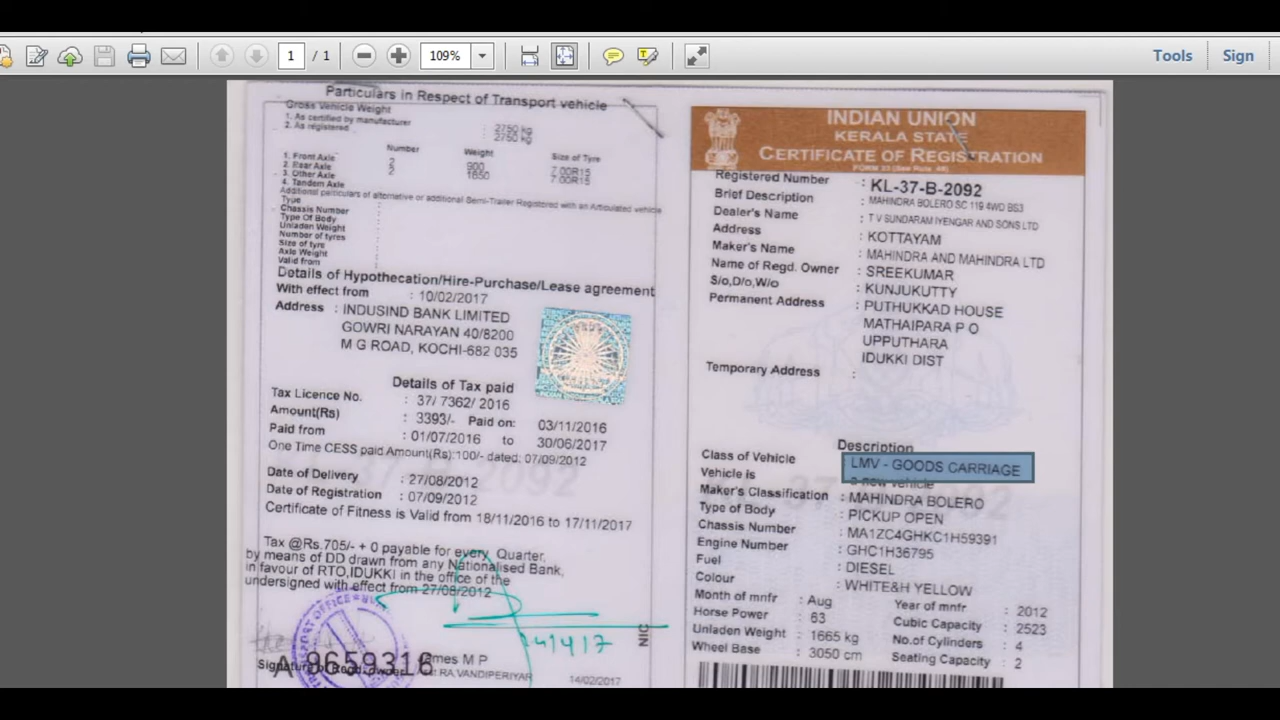 1 / 1
109%
Tools
Sign
Particulars in Respect of Transport vehicle
Gross Vehicle Weight
1. As certified by manufacturer : 2750 kg
2. As registered : 2750 kg
Number Weight Size of Tyre
1. Front Axle 2 900 7.00R15
2. Rear Axle 2 1850 7.00R15
3. Other Axle
4. Tandem Axle
Additional particulars of alternative or additional Semi-Trailer Registered with an Articulated vehicle
Type :
Chassis Number :
Type Of Body :
Unladen Weight :
Number of tyres :
Size of tyre :
Axle Weight :
Valid from :
Details of Hypothecation/Hire-Purchase/Lease agreement
With effect from : 10/02/2017
Address : INDUSIND BANK LIMITED
GOWRI NARAYAN 40/8200
M G ROAD, KOCHI-682 035
Details of Tax paid
Tax Licence No. : 37/ 7362/ 2016
Amount(Rs) : 3393/- Paid on: 03/11/2016
Paid from : 01/07/2016 to 30/06/2017
One Time CESS paid Amount(Rs):100/- dated: 07/09/2012
Date of Delivery : 27/08/2012
Date of Registration : 07/09/2012
Certificate of Fitness is Valid from 18/11/2016 to 17/11/2017
Tax @Rs.705/- + 0 payable for every Quarter,
by means of DD drawn from any Nationalised Bank,
in favour of RTO,IDUKKI in the office of the
undersigned with effect from 27/08/2012
A 9659316
Signature of Regd. owner
mes M P
RA,VANDIPERIYAR
14/02/2017
NIC
INDIAN UNION
KERALA STATE
CERTIFICATE OF REGISTRATION
Registered Number : KL-37-B-2092
Brief Description : MAHINDRA BOLERO SC 119 4WD BS3
Dealer's Name : T V SUNDARAM IYENGAR AND SONS LTD
Address : KOTTAYAM
Maker's Name : MAHINDRA AND MAHINDRA LTD
Name of Regd. Owner : SREEKUMAR
S/o,D/o,W/o : KUNJUKUTTY
Permanent Address : PUTHUKKAD HOUSE
MATHAIPARA P O
UPPUTHARA
IDUKKI DIST
Temporary Address :
Description
Class of Vehicle : LMV - GOODS CARRIAGE
Vehicle is a new vehicle
Maker's Classification : MAHINDRA BOLERO
Type of Body : PICKUP OPEN
Chassis Number : MA1ZC4GHKC1H59391
Engine Number : GHC1H36795
Fuel : DIESEL
Colour : WHITE&H YELLOW
Month of mnfr : Aug Year of mnfr : 2012
Horse Power : 63 Cubic Capacity : 2523
Unladen Weight : 1665 kg No.of Cylinders : 4
Wheel Base : 3050 cm Seating Capacity : 2